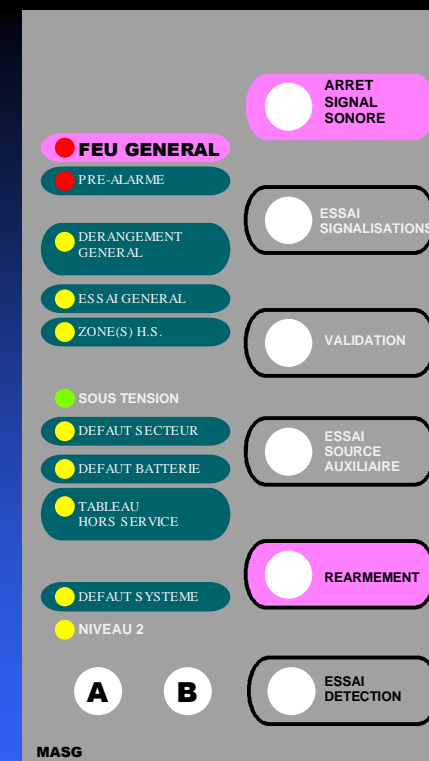 FEU GENERAL
PRE-ALARME
DERANGEMENT
GENERAL
ESSAI GENERAL
ZONE(S) H.S.
SOUS TENSION
DEFAUT SECTEUR
DEFAUT BATTERIE
TABLEAU
HORS SERVICE
DEFAUT SYSTEME
NIVEAU 2
A B
MASG
ARRET
SIGNAL
SONORE
ESSAI
SIGNALISATIONS
VALIDATION
ESSAI
SOURCE
AUXILIAIRE
REARMEMENT
ESSAI
DETECTION